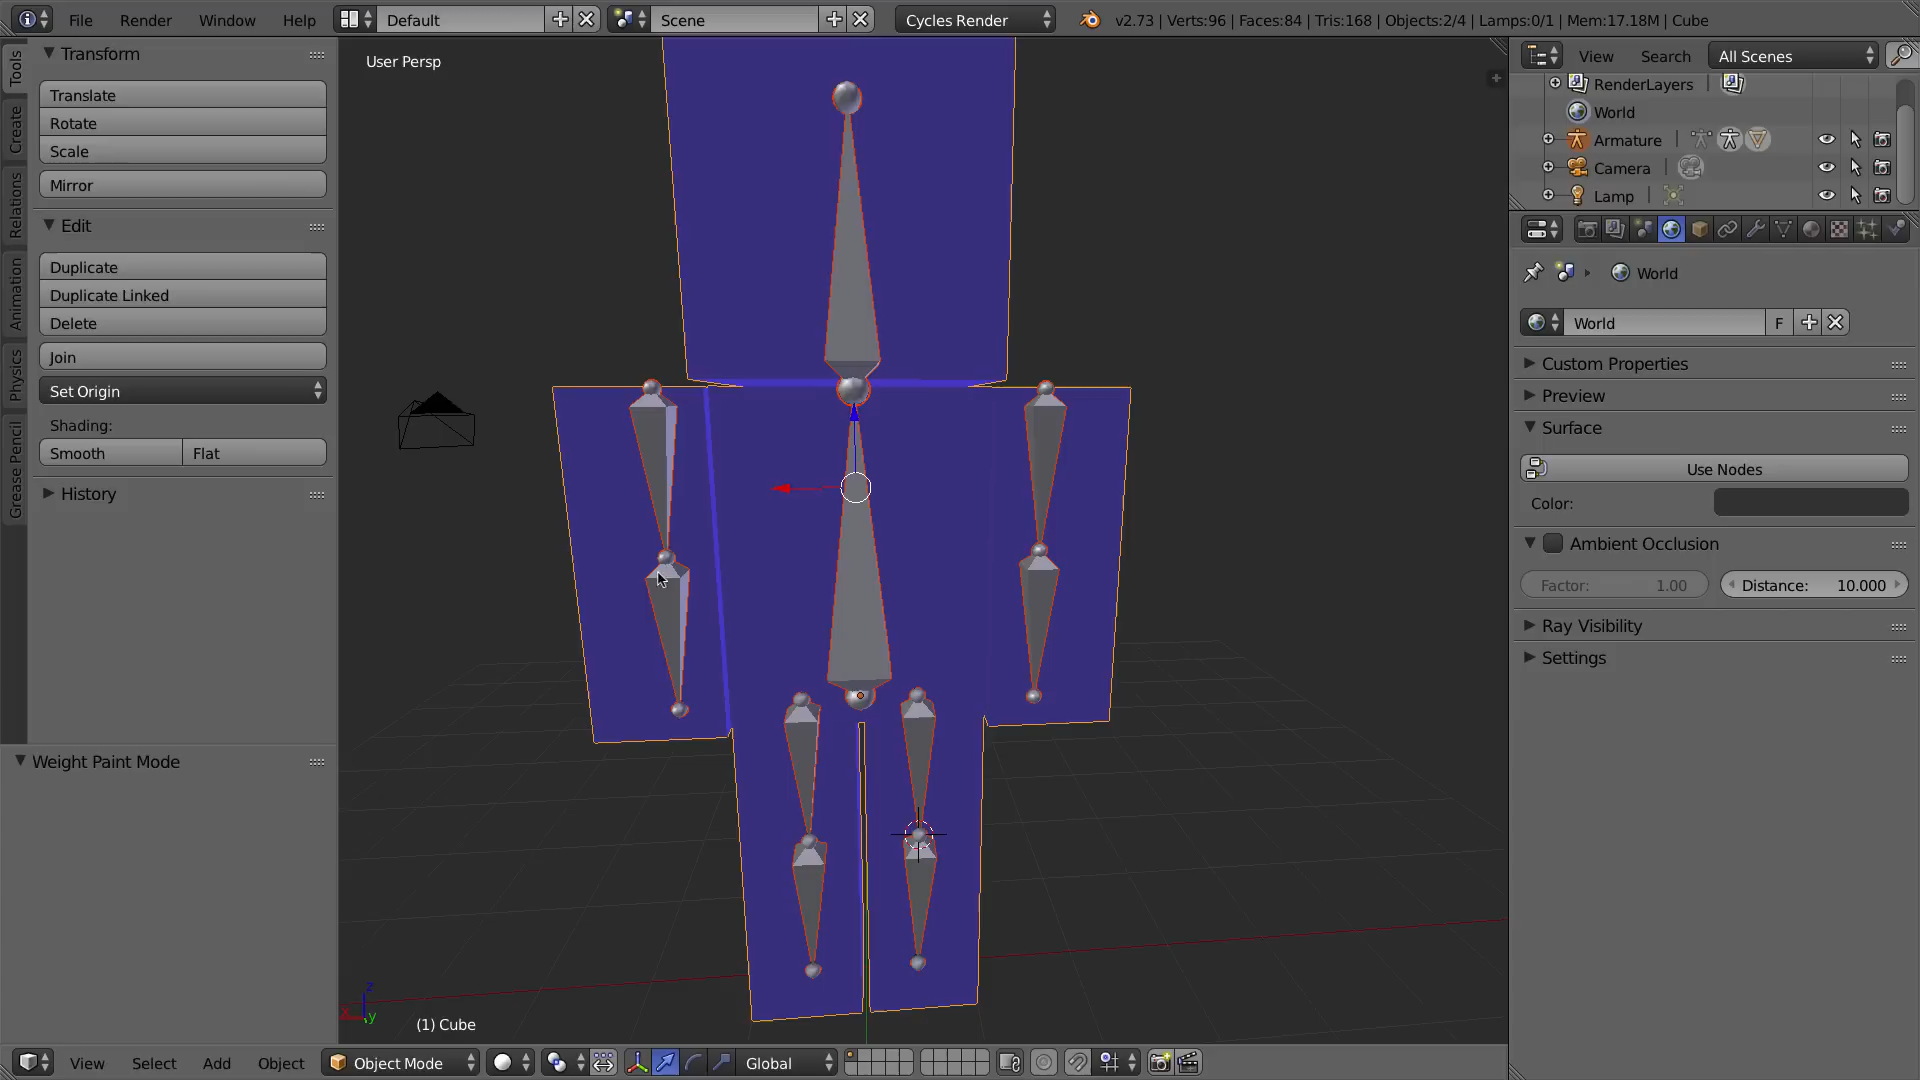 File Render Window Help Default Scene Cycles Render v2.73 | Verts:96 | Faces:84 | Tris:168 | Objects:2/4 | Lamps:0/1 | Mem:17.18M | Cube
Tools
Create
Relations
Animation
Physics
Grease Pencil
Transform
Translate
Rotate
Scale
Mirror
Edit
Duplicate
Duplicate Linked
Delete
Join
Set Origin
Shading:
Smooth Flat
History
Weight Paint Mode
User Persp
z
x
y
(1) Cube
View Select Add Object Object Mode Global
View Search All Scenes
RenderLayers |
World
Armature |
Camera |
Lamp |
World
World F
Custom Properties
Preview
Surface
Use Nodes
Color:
Ambient Occlusion
Factor: 1.00 Distance: 10.000
Ray Visibility
Settings